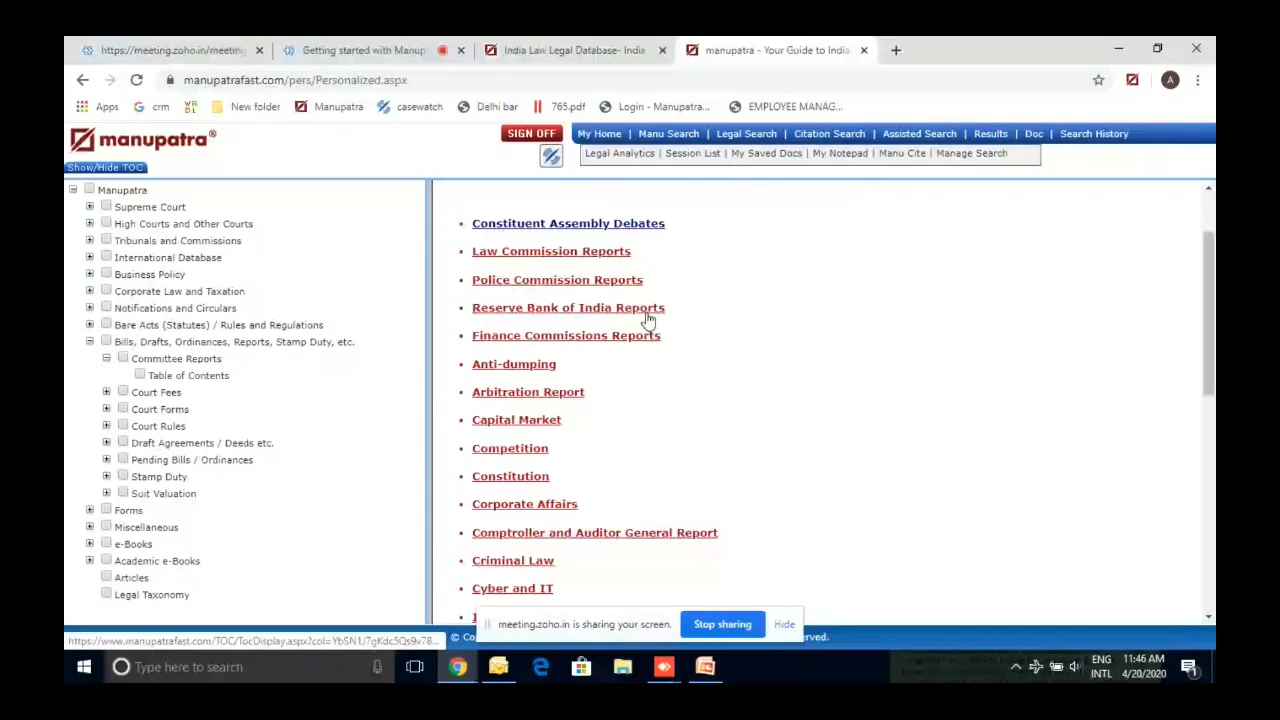 https://meeting.zoho.in/meeting
Getting started with Manup
India Law Legal Database- India
manupatra - Your Guide to India
manupatrafast.com/pers/Personalized.aspx
A
Apps
crm
New folder
Manupatra
casewatch
Delhi bar
765.pdf
Login - Manupatra...
EMPLOYEE MANAG...
manupatra®
SIGN OFF
My Home | Manu Search | Legal Search | Citation Search | Assisted Search | Results | Doc | Search History
Legal Analytics | Session List | My Saved Docs | My Notepad | Manu Cite | Manage Search
Show/Hide TOC
Manupatra
Supreme Court
High Courts and Other Courts
Tribunals and Commissions
International Database
Business Policy
Corporate Law and Taxation
Notifications and Circulars
Bare Acts (Statutes) / Rules and Regulations
Bills, Drafts, Ordinances, Reports, Stamp Duty, etc.
Committee Reports
Table of Contents
Court Fees
Court Forms
Court Rules
Draft Agreements / Deeds etc.
Pending Bills / Ordinances
Stamp Duty
Suit Valuation
Forms
Miscellaneous
e-Books
Academic e-Books
Articles
Legal Taxonomy
Constituent Assembly Debates
Law Commission Reports
Police Commission Reports
Reserve Bank of India Reports
Finance Commissions Reports
Anti-dumping
Arbitration Report
Capital Market
Competition
Constitution
Corporate Affairs
Comptroller and Auditor General Report
Criminal Law
Cyber and IT
meeting.zoho.in is sharing your screen.
Stop sharing
Hide
© Co
erved.
Type here to search
ENG
INTL
11:46 AM
4/20/2020
1